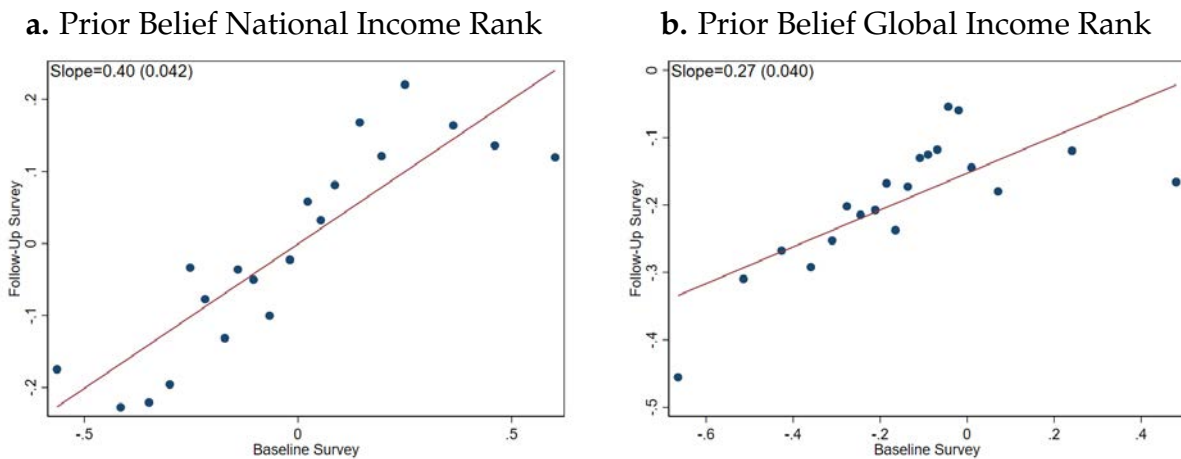 a. Prior Belief National Income Rank
Slope=0.40 (0.042)
Follow-Up Survey
.2
.1
0
-.1
-.2
-.5
0
.5
Baseline Survey
b. Prior Belief Global Income Rank
Slope=0.27 (0.040)
Follow-Up Survey
0
-.1
-.2
-.3
-.4
-.5
-.6
-.4
-.2
0
.2
.4
Baseline Survey